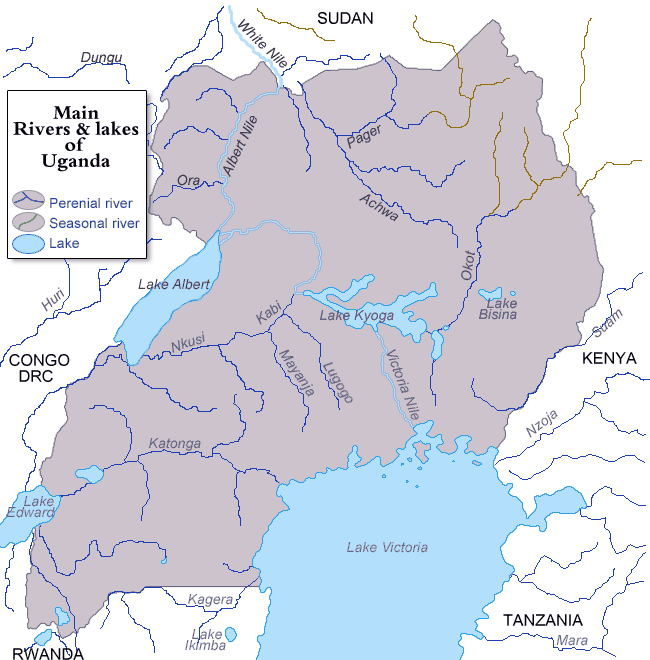 SUDAN
White Nile
Dungu
Main
Rivers & lakes
of
Uganda
Perenial river
Seasonal river
Lake
Albert Nile
Pager
Ora
Achwa
Okot
Huri
Lake Albert
Kabi
Lake Kyoga
Lake
Bisina
Suam
Nkusi
CONGO
DRC
Mayanja
Lugogo
Victoria Nile
KENYA
Nzoja
Katonga
Lake
Edward
Lake Victoria
Kagera
Lake
Ikimba
TANZANIA
Mara
RWANDA